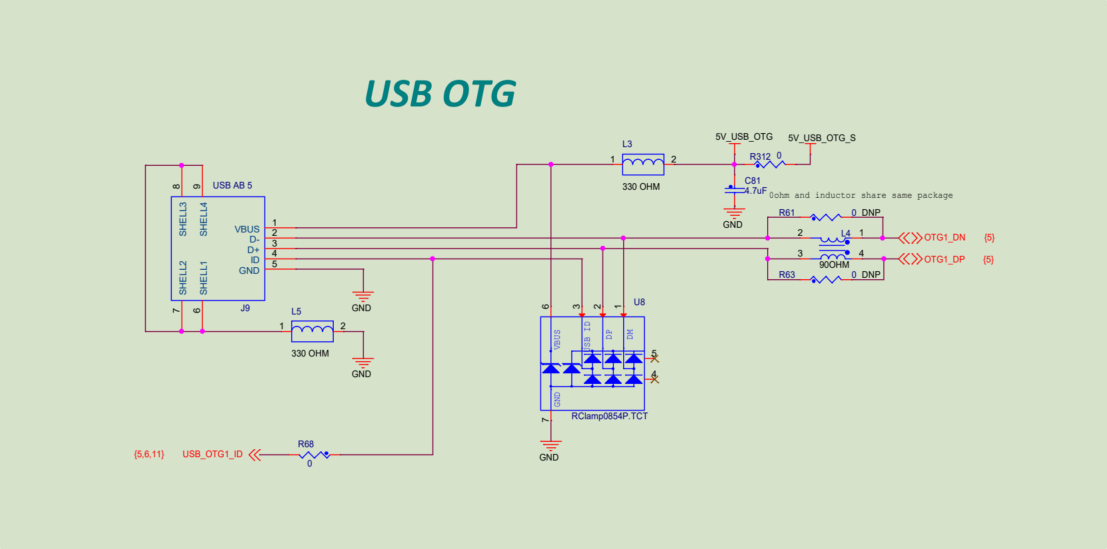 USB OTG
L3
5V_USB_OTG
5V_USB_OTG_S
1
2
R312
0
330 OHM
C81
4.7uF
GND
0ohm and inductor share same package
USB AB 5
8
9
SHELL3
SHELL4
VBUS
1
D-
2
D+
3
ID
4
GND
5
SHELL2
SHELL1
7
6
J9
GND
R61
0
DNP
2
L4
1
OTG1_DN
{5}
3
90OHM
4
OTG1_DP
{5}
R63
0
DNP
L5
1
2
330 OHM
GND
U8
6
3
2
1
VBUS
USB ID
DP
DM
5
4
GND
7
RClamp0854P.TCT
GND
{5,6,11}
USB_OTG1_ID
R68
0